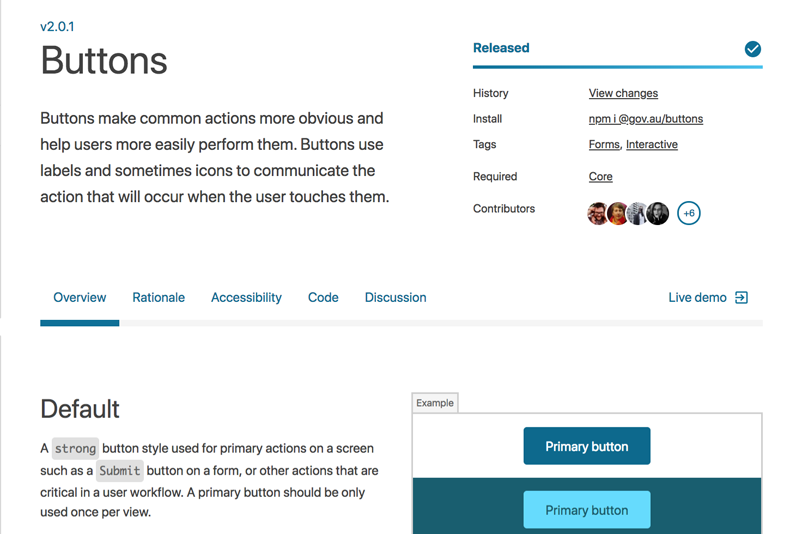 v2.0.1
Buttons
Buttons make common actions more obvious and
help users more easily perform them. Buttons use
labels and sometimes icons to communicate the
action that will occur when the user touches them.
Released
History View changes
Install npm i @gov.au/buttons
Tags Forms, Interactive
Required Core
Contributors +6
Overview Rationale Accessibility Code Discussion Live demo
Default
A strong button style used for primary actions on a screen
such as a Submit button on a form, or other actions that are
critical in a user workflow. A primary button should be only
used once per view.
Example
Primary button
Primary button